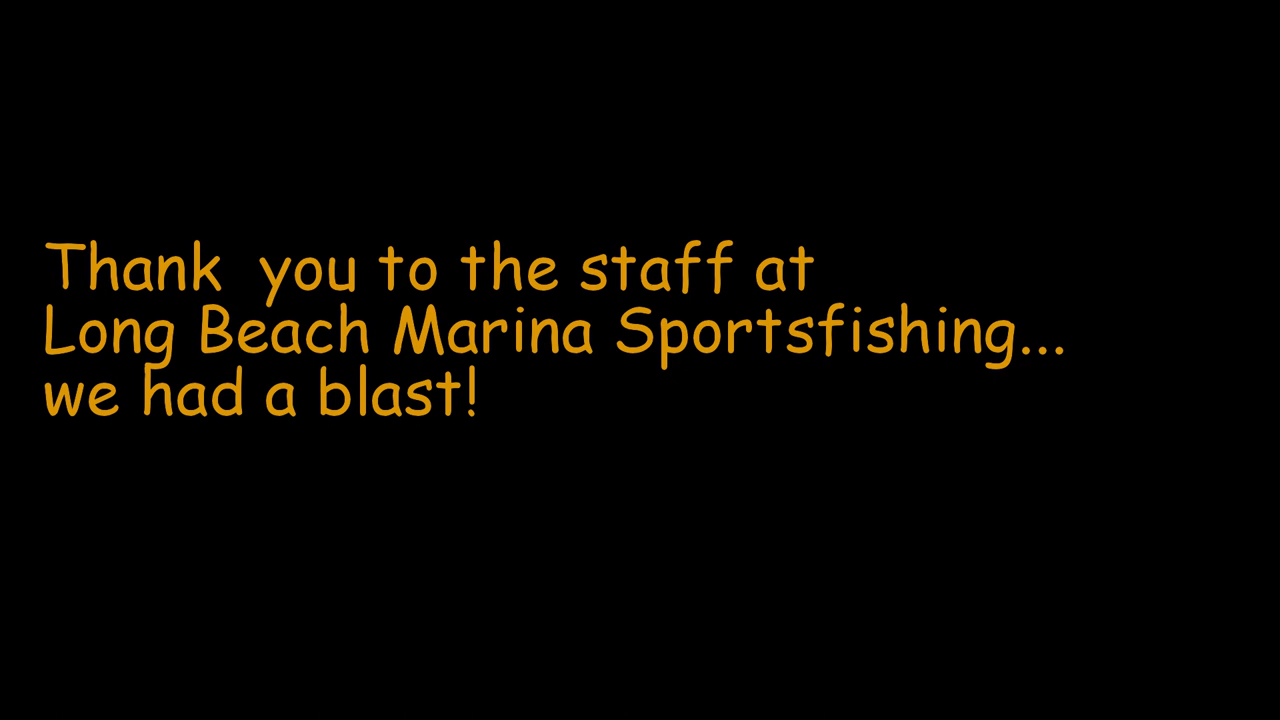 Thank  you to the staff at
Long Beach Marina Sportsfishing...
we had a blast!